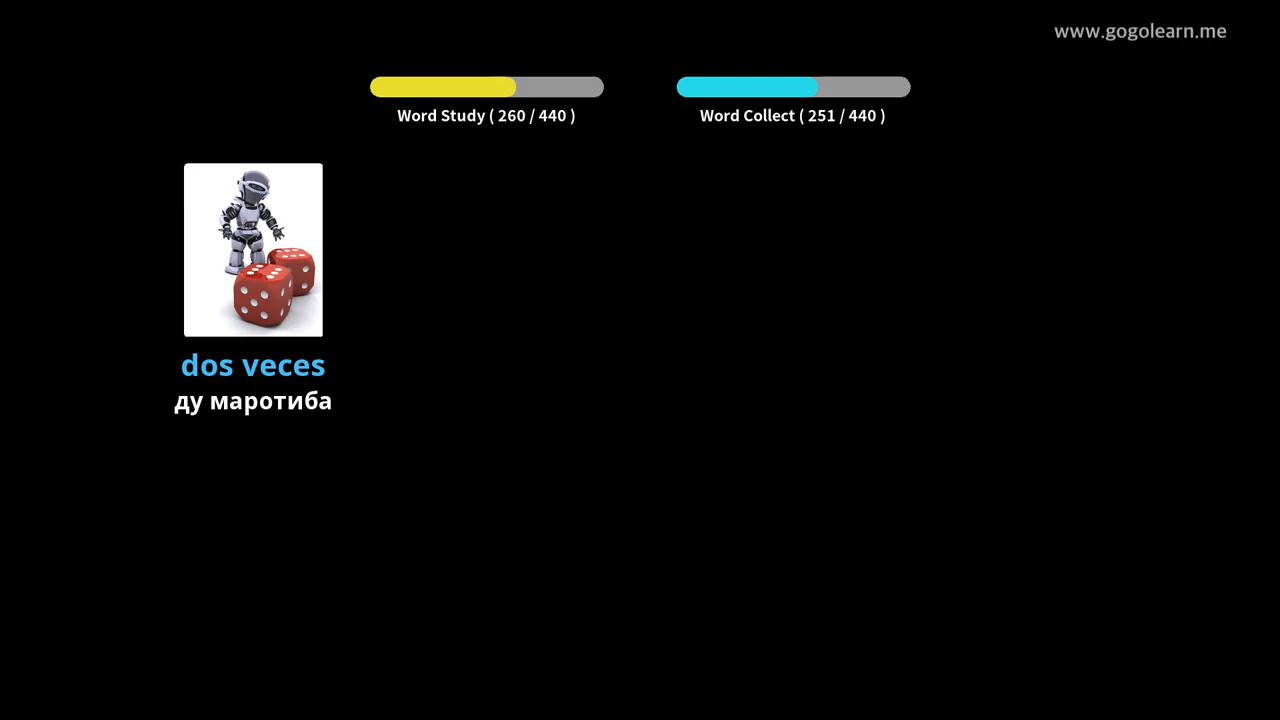 www.gogolearn.me
Word Study ( 260 / 440 )
Word Collect ( 251 / 440 )
dos veces
ду маротиба